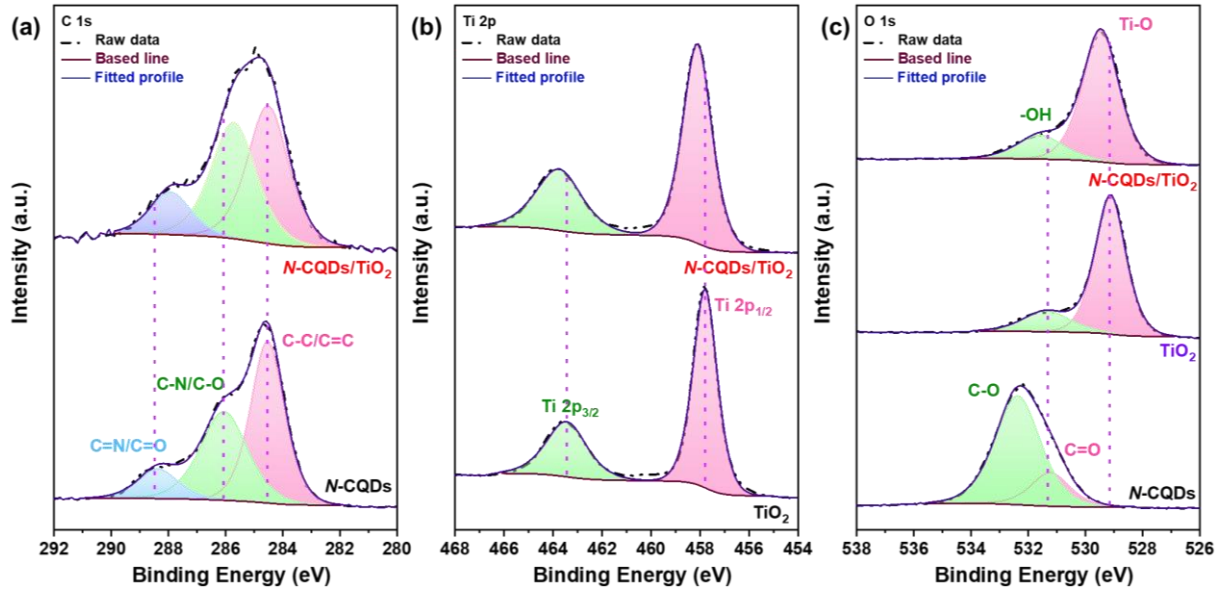 (a)
C 1s
Raw data
Based line
Fitted profile
N-CQDs/TiO2
C-C/C=C
C-N/C-O
C=N/C=O
N-CQDs
Intensity (a.u.)
292 290 288 286 284 282 280
Binding Energy (eV)
(b)
Ti 2p
Raw data
Based line
Fitted profile
N-CQDs/TiO2
Ti 2p1/2
Ti 2p3/2
TiO2
Intensity (a.u.)
468 466 464 462 460 458 456 454
Binding Energy (eV)
(c)
O 1s
Raw data
Based line
Fitted profile
Ti-O
-OH
N-CQDs/TiO2
TiO2
C-O
C=O
N-CQDs
Intensity (a.u.)
538 536 534 532 530 528 526
Binding Energy (eV)